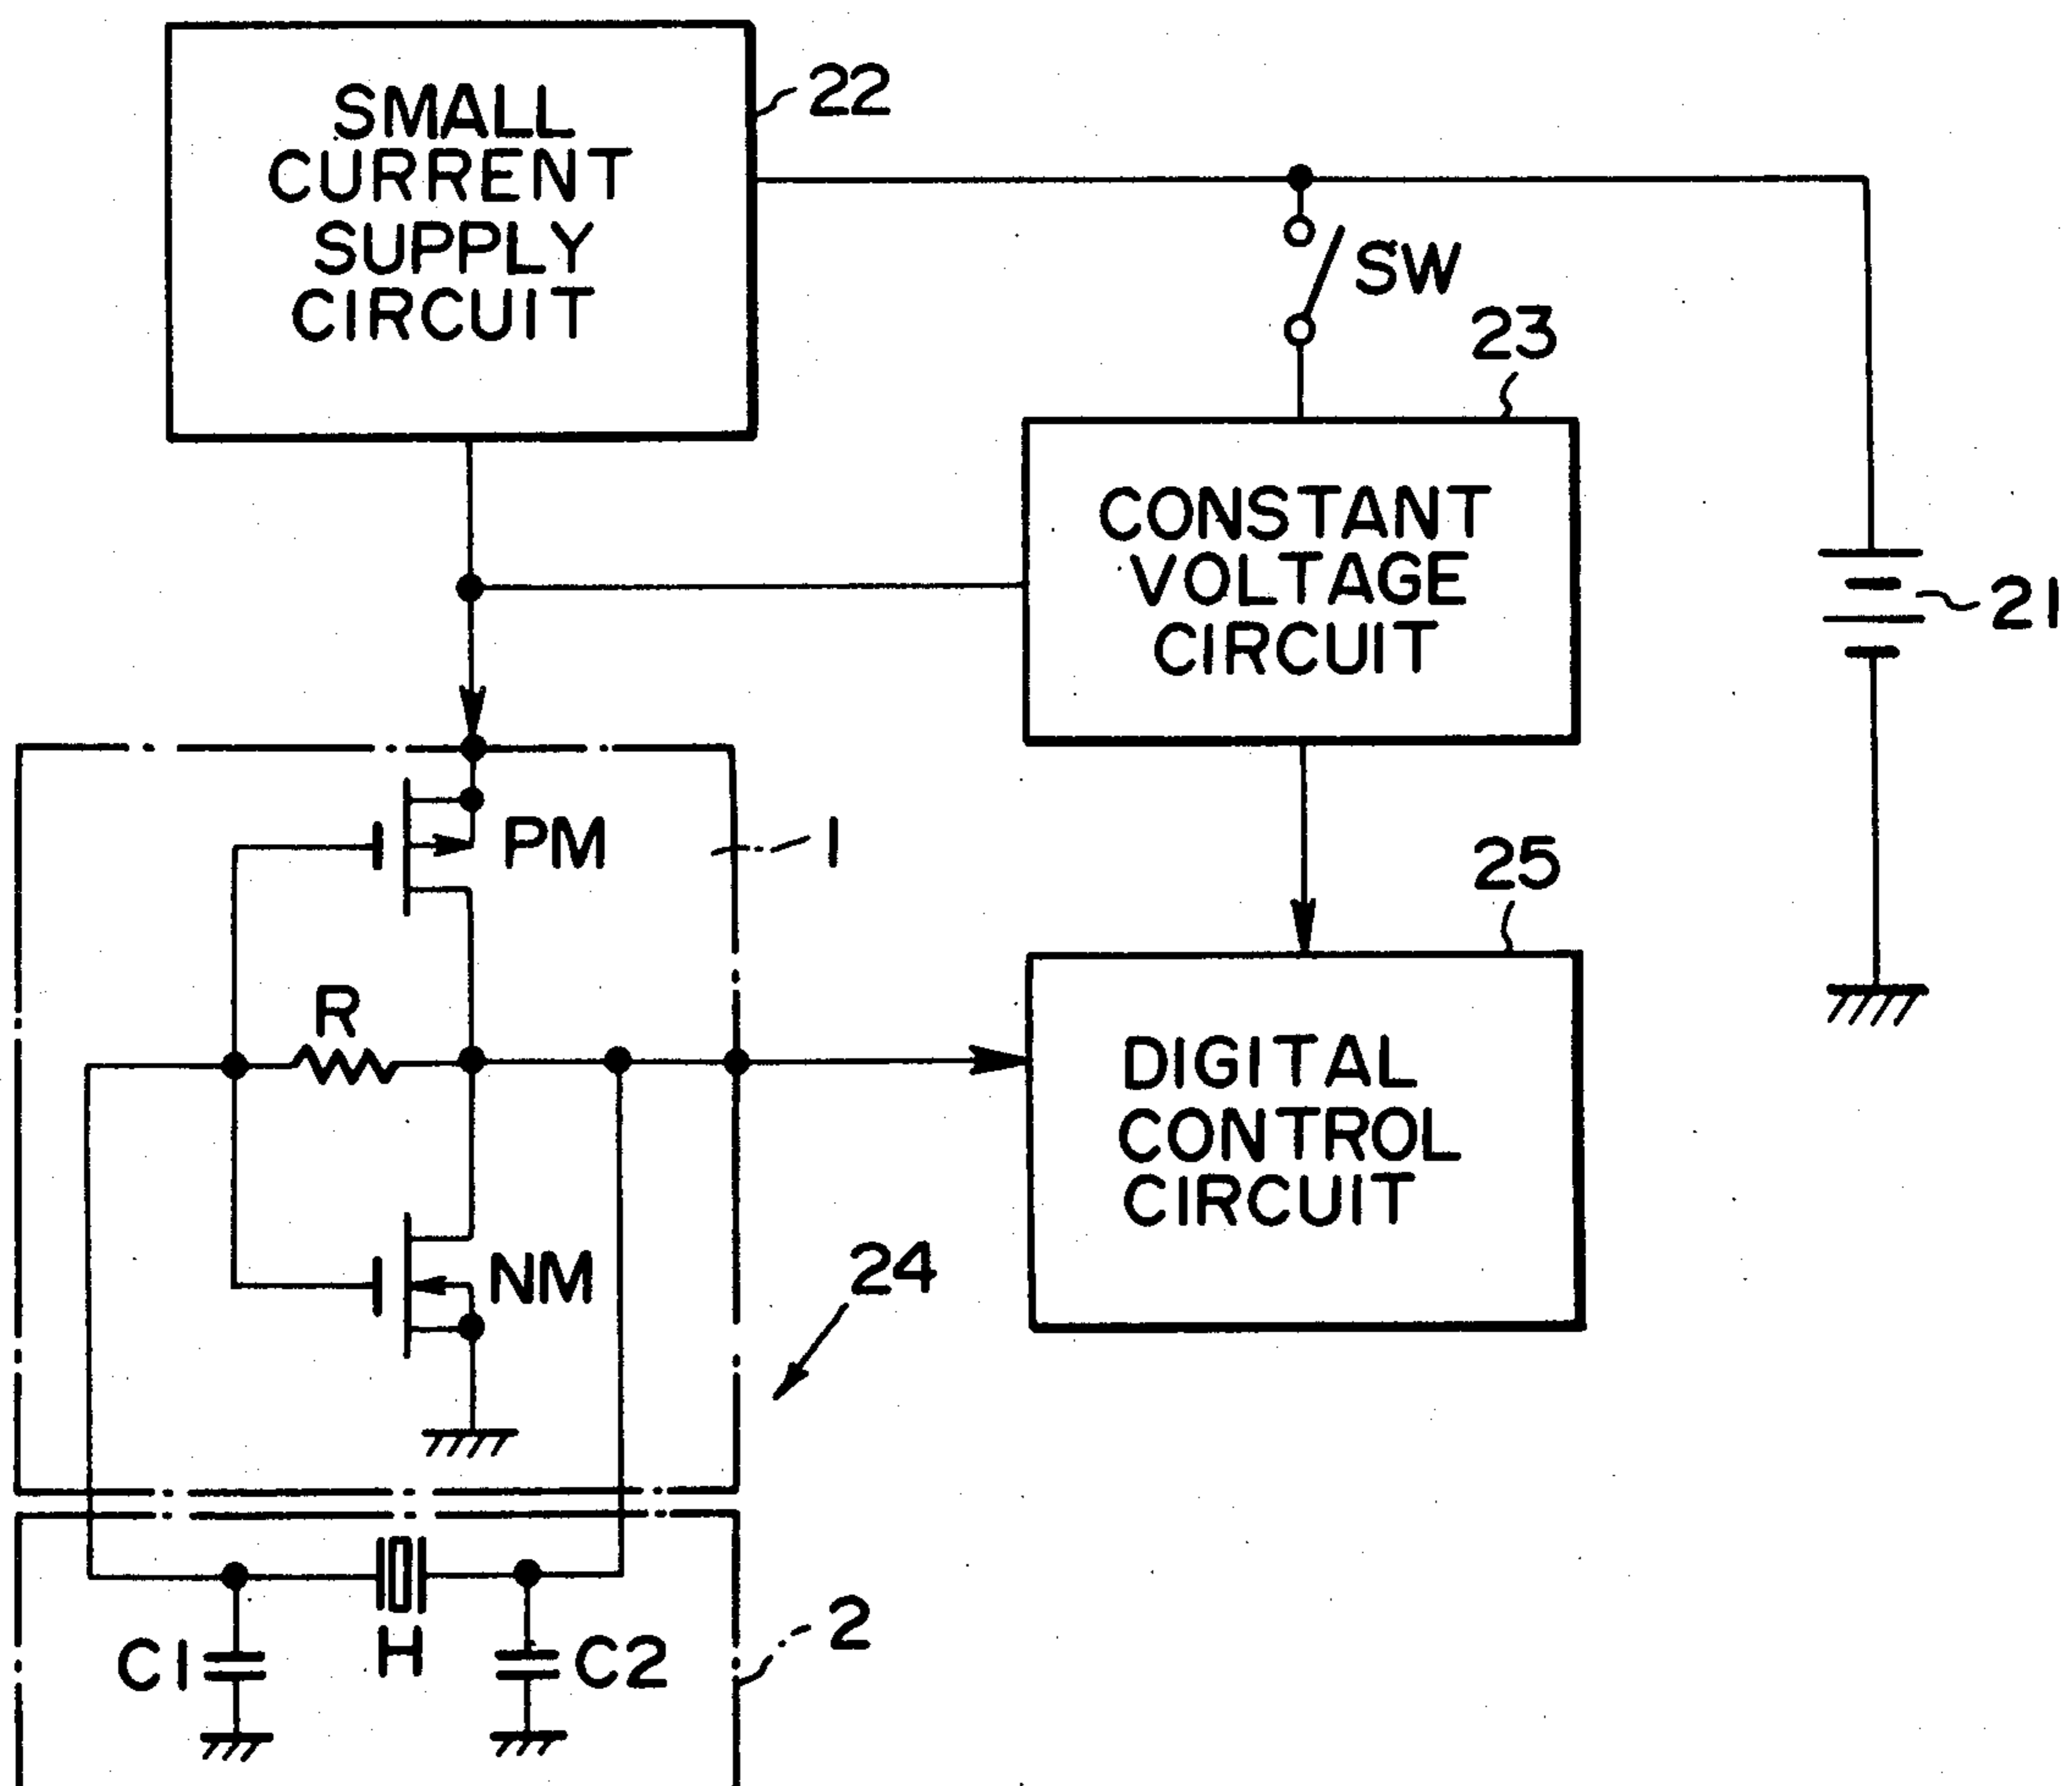 SMALL
CURRENT
SUPPLY
CIRCUIT
22
SW
23
CONSTANT
VOLTAGE
CIRCUIT
21
PM
1
25
R
DIGITAL
CONTROL
CIRCUIT
NM
24
C1
H
C2
2